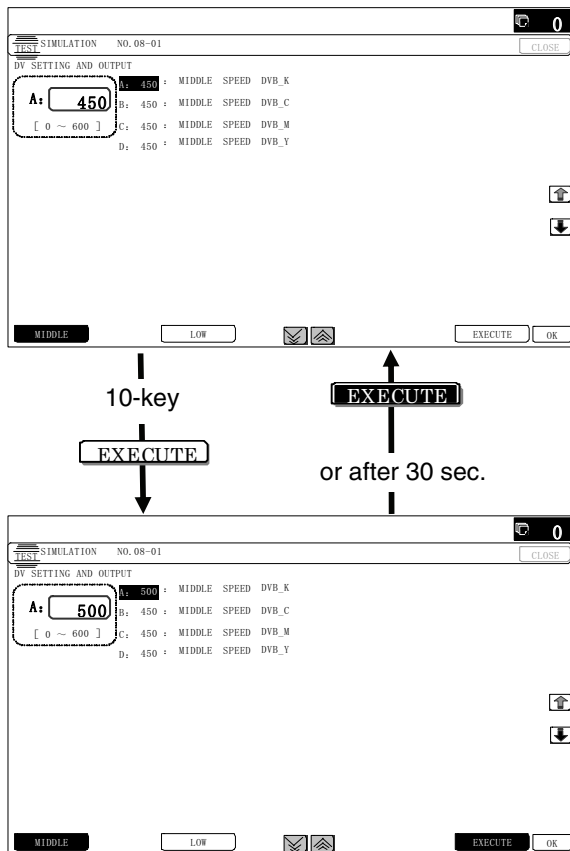 0
TEST SIMULATION NO.08-01 CLOSE
DV SETTING AND OUTPUT
A: 450
[ 0 ~ 600 ]
A: 450 : MIDDLE SPEED DVB_K
B: 450 : MIDDLE SPEED DVB_C
C: 450 : MIDDLE SPEED DVB_M
D: 450 : MIDDLE SPEED DVB_Y
MIDDLE LOW EXECUTE OK
10-key
EXECUTE
EXECUTE
or after 30 sec.
0
TEST SIMULATION NO.08-01 CLOSE
DV SETTING AND OUTPUT
A: 500
[ 0 ~ 600 ]
A: 500 : MIDDLE SPEED DVB_K
B: 450 : MIDDLE SPEED DVB_C
C: 450 : MIDDLE SPEED DVB_M
D: 450 : MIDDLE SPEED DVB_Y
MIDDLE LOW EXECUTE OK